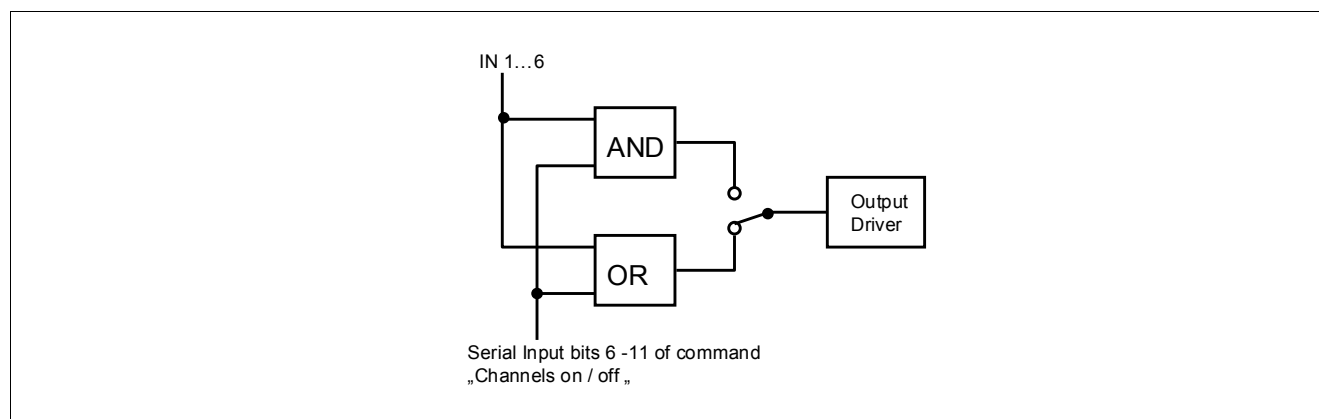 IN 1...6
AND
Output
Driver
OR
Serial Input bits 6 -11 of command
„Channels on / off „